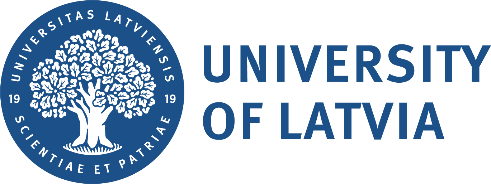 UNIVERSITAS LATVIENSIS
19 19
SCIENTIAE ET PATRIAE
UNIVERSITY
OF LATVIA